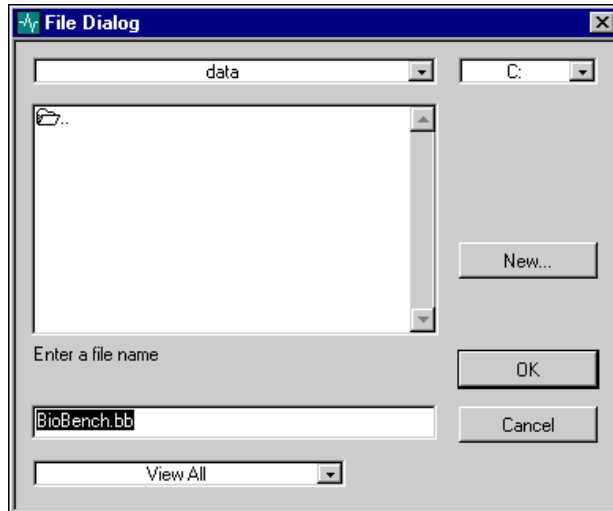 File Dialog
data
C:
..
New...
Enter a file name
OK
BioBench.bb
Cancel
View All